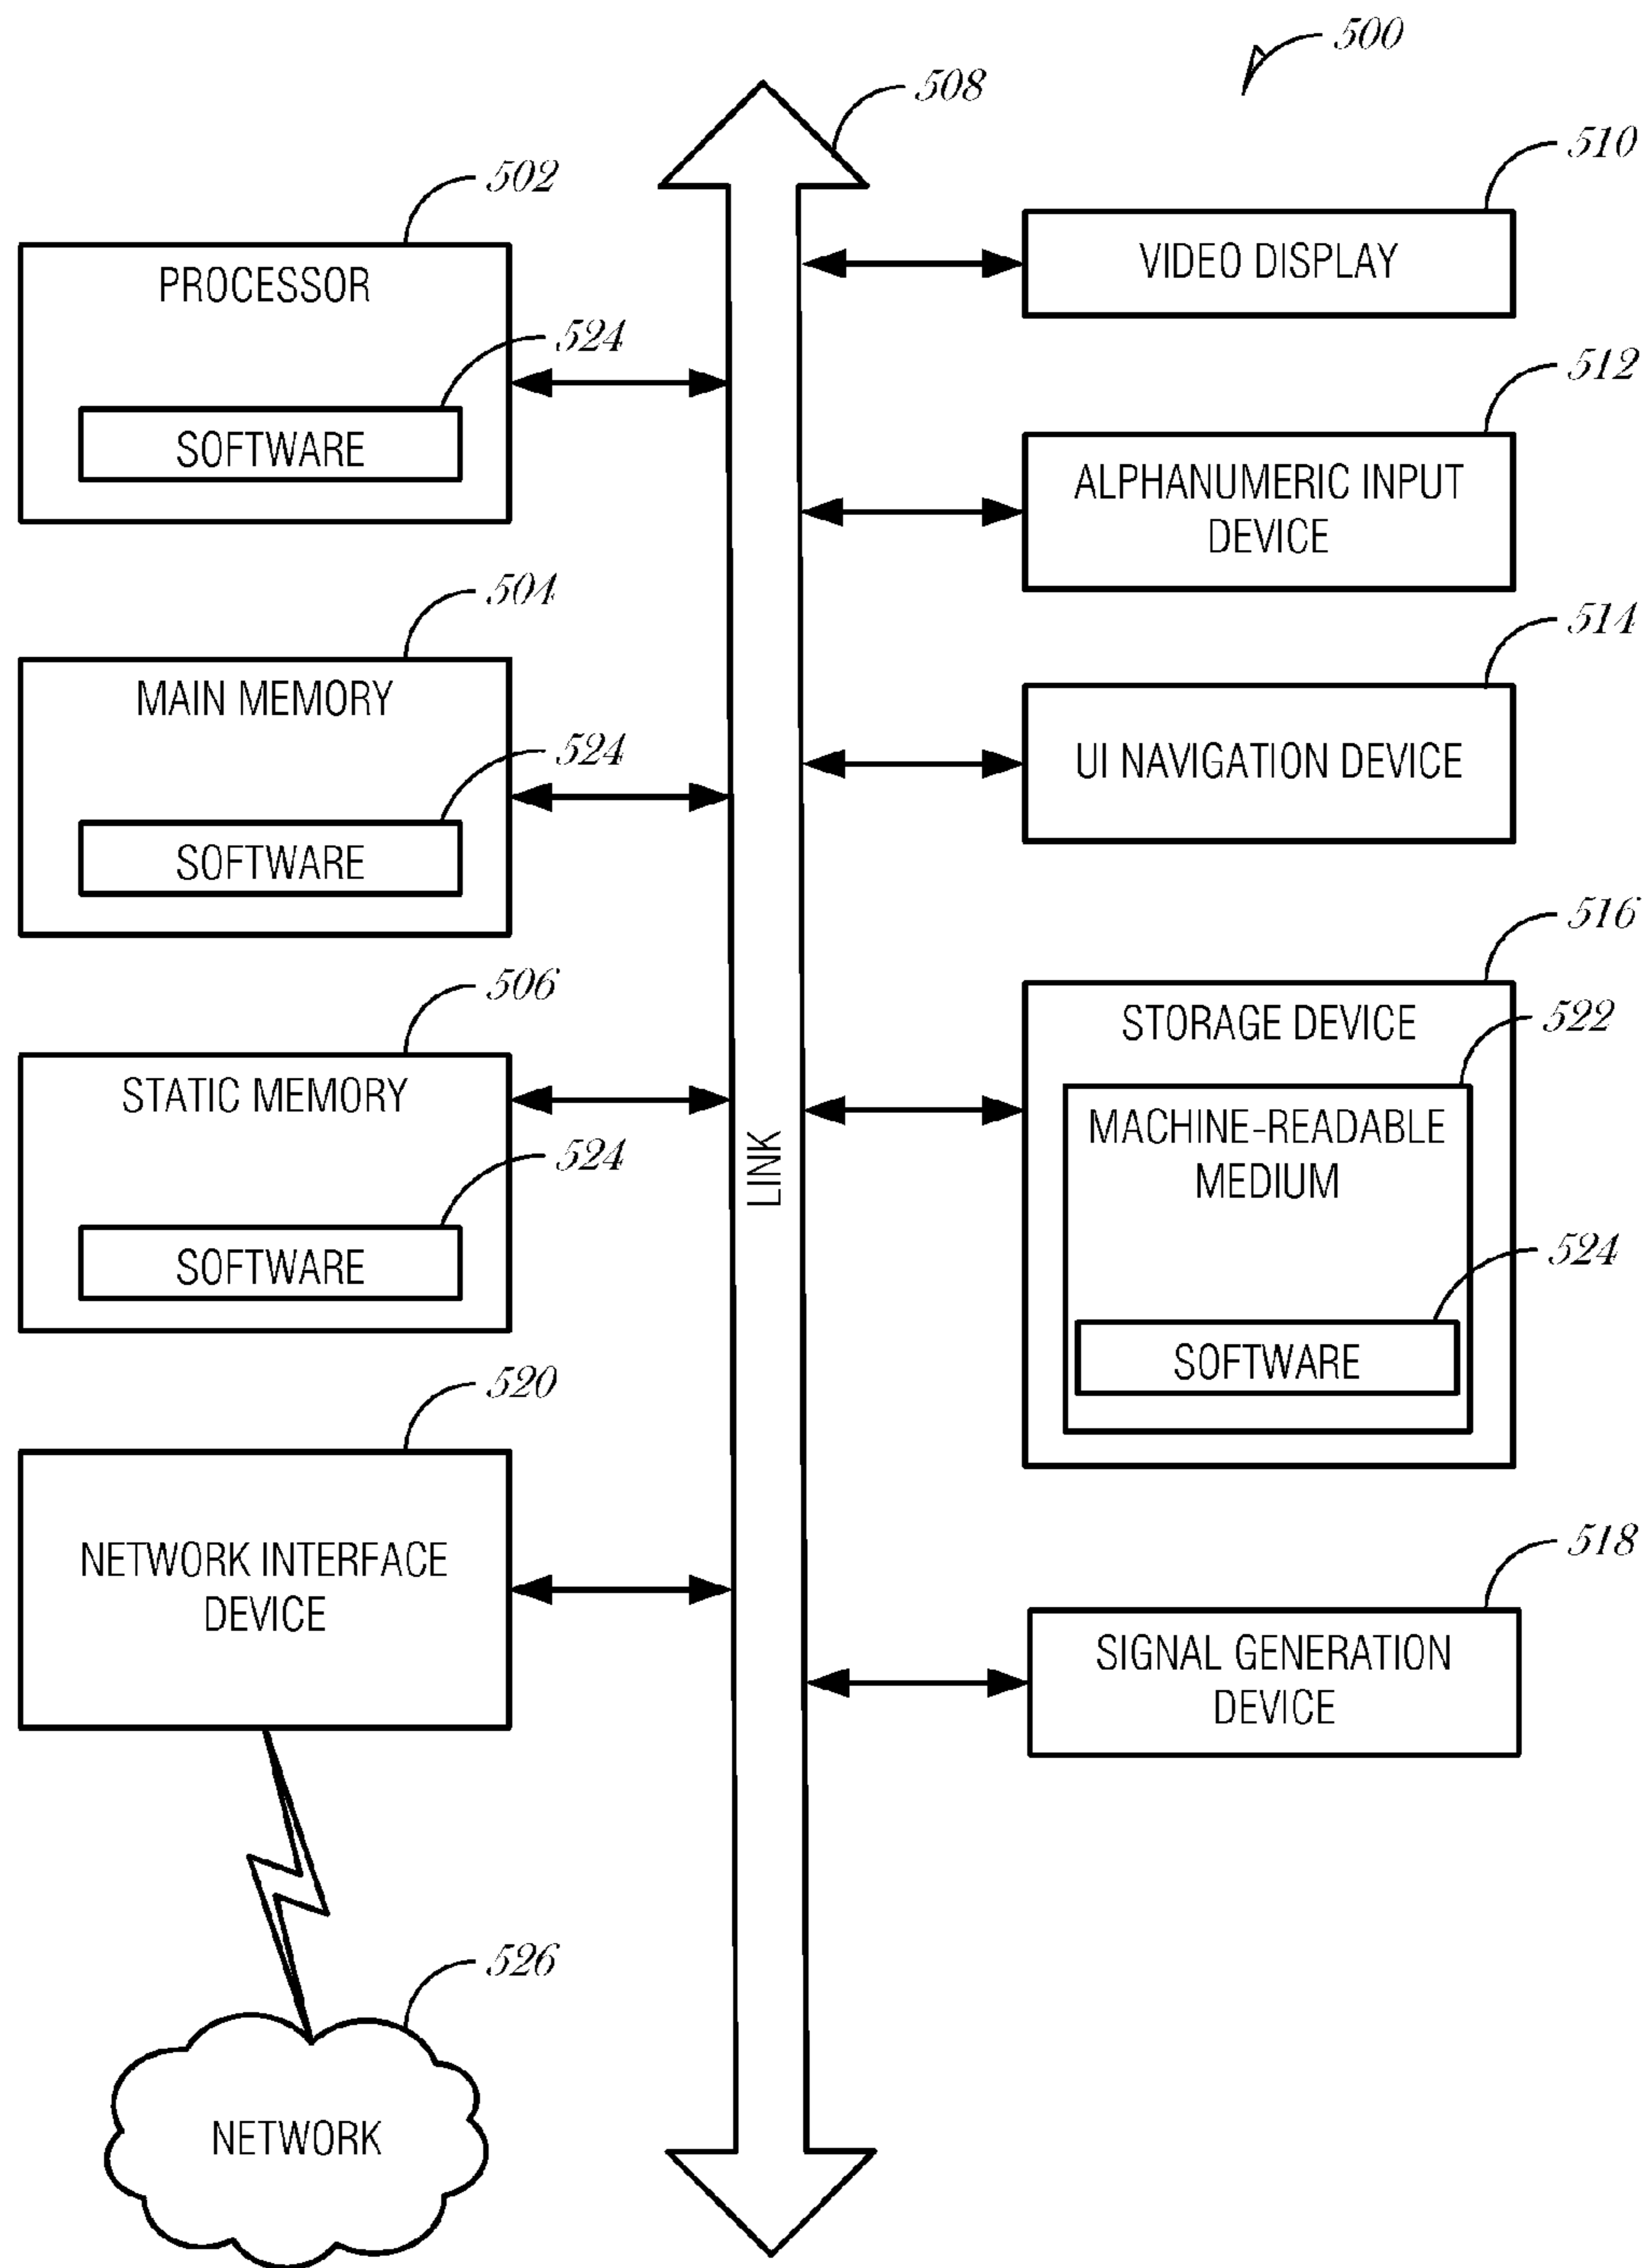 500
508
502
PROCESSOR
524
SOFTWARE
504
MAIN MEMORY
524
SOFTWARE
506
STATIC MEMORY
524
SOFTWARE
520
NETWORK INTERFACE
DEVICE
526
NETWORK
LINK
510
VIDEO DISPLAY
512
ALPHANUMERIC INPUT
DEVICE
514
UI NAVIGATION DEVICE
516
STORAGE DEVICE
522
MACHINE-READABLE
MEDIUM
524
SOFTWARE
518
SIGNAL GENERATION
DEVICE